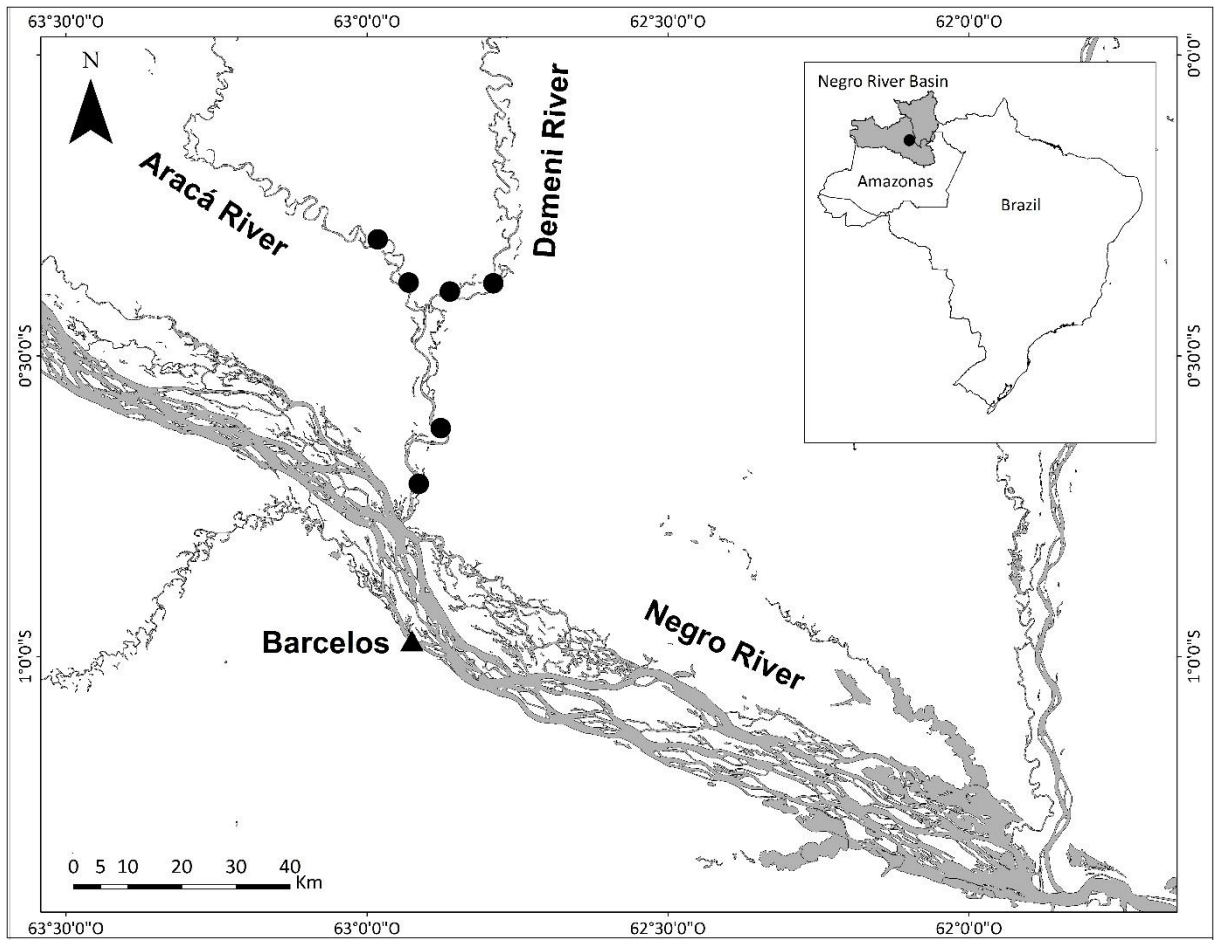 63°30'0"O 63°0'0"O 62°30'0"O 62°0'0"O
N
Aracá River
Demeni River
Negro River Basin
Amazonas
Brazil
0°0'0"
0°30'0"S
0°30'0"S
Negro River
Barcelos
1°0'0"S
1°0'0"S
0 5 10 20 30 40
Km
63°30'0"O 63°0'0"O 62°30'0"O 62°0'0"O